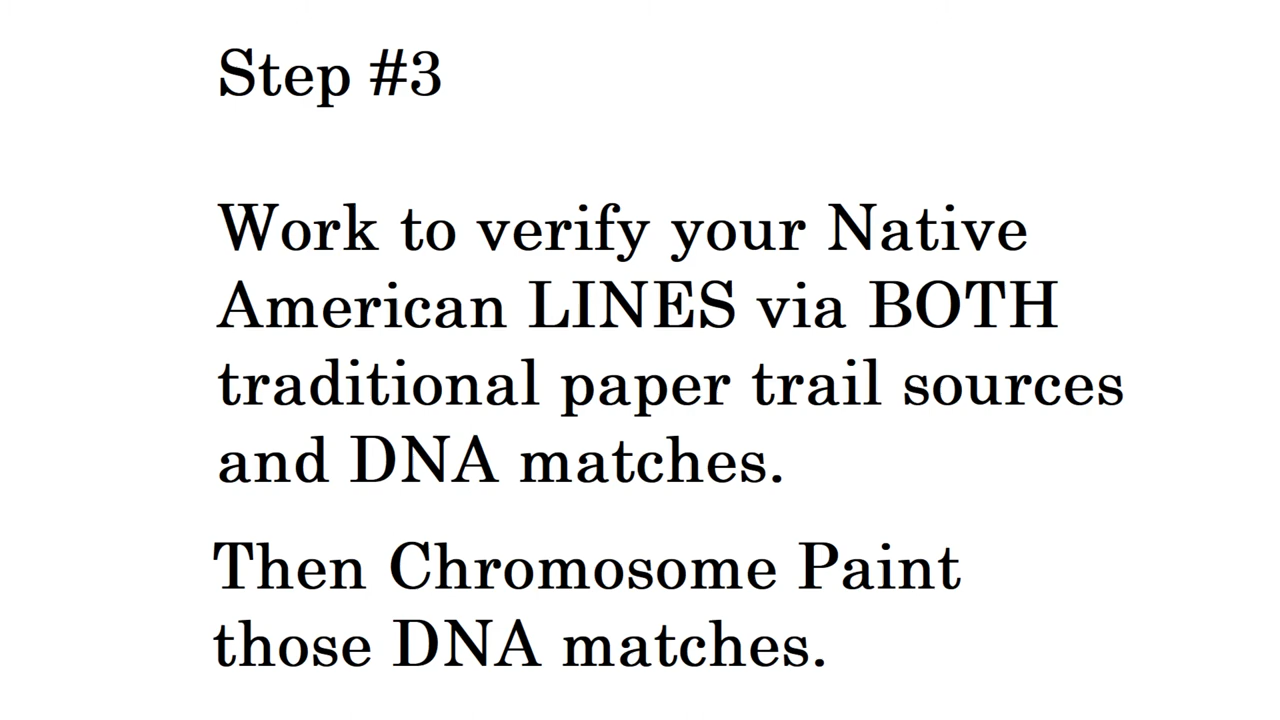 Step #3
Work to verify your Native
American LINES via BOTH
traditional paper trail sources
and DNA matches.
Then Chromosome Paint
those DNA matches.